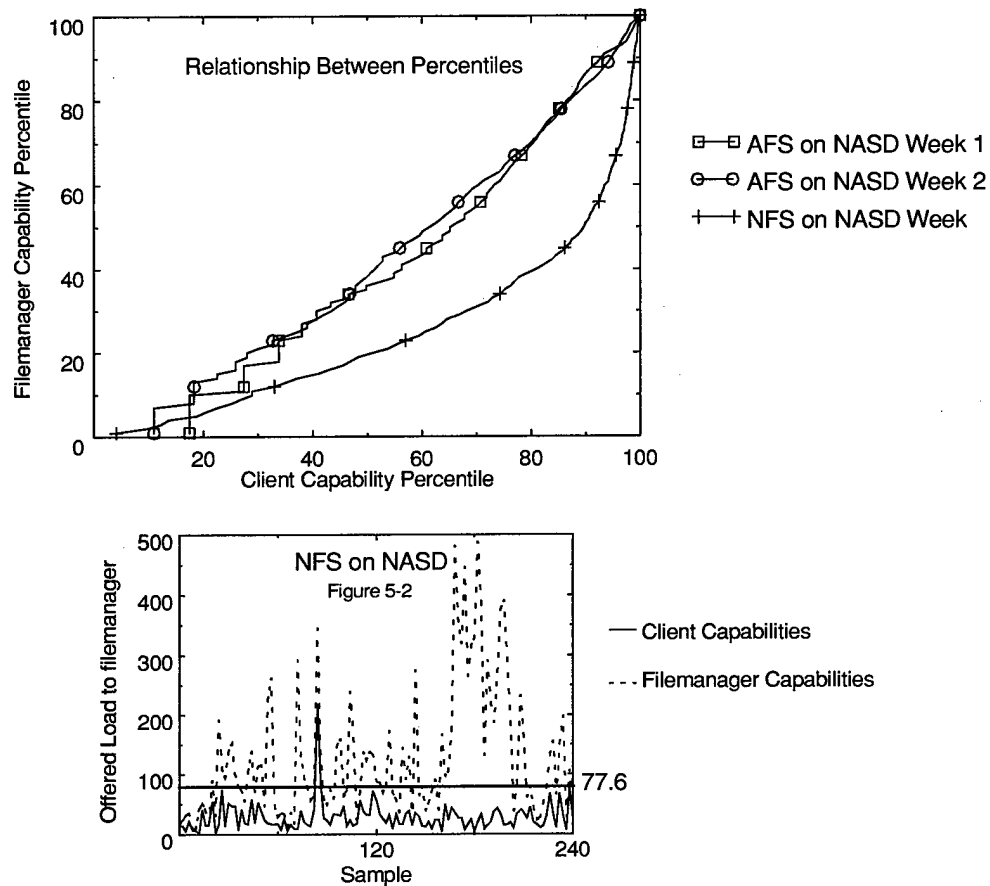 Relationship Between Percentiles
Filemanager Capability Percentile
100
80
60
40
20
0
20
40
60
80
100
Client Capability Percentile
AFS on NASD Week 1
AFS on NASD Week 2
NFS on NASD Week
NFS on NASD
Figure 5-2
Offered Load to filemanager
500
400
300
200
100
0
77.6
120
240
Sample
Client Capabilities
Filemanager Capabilities